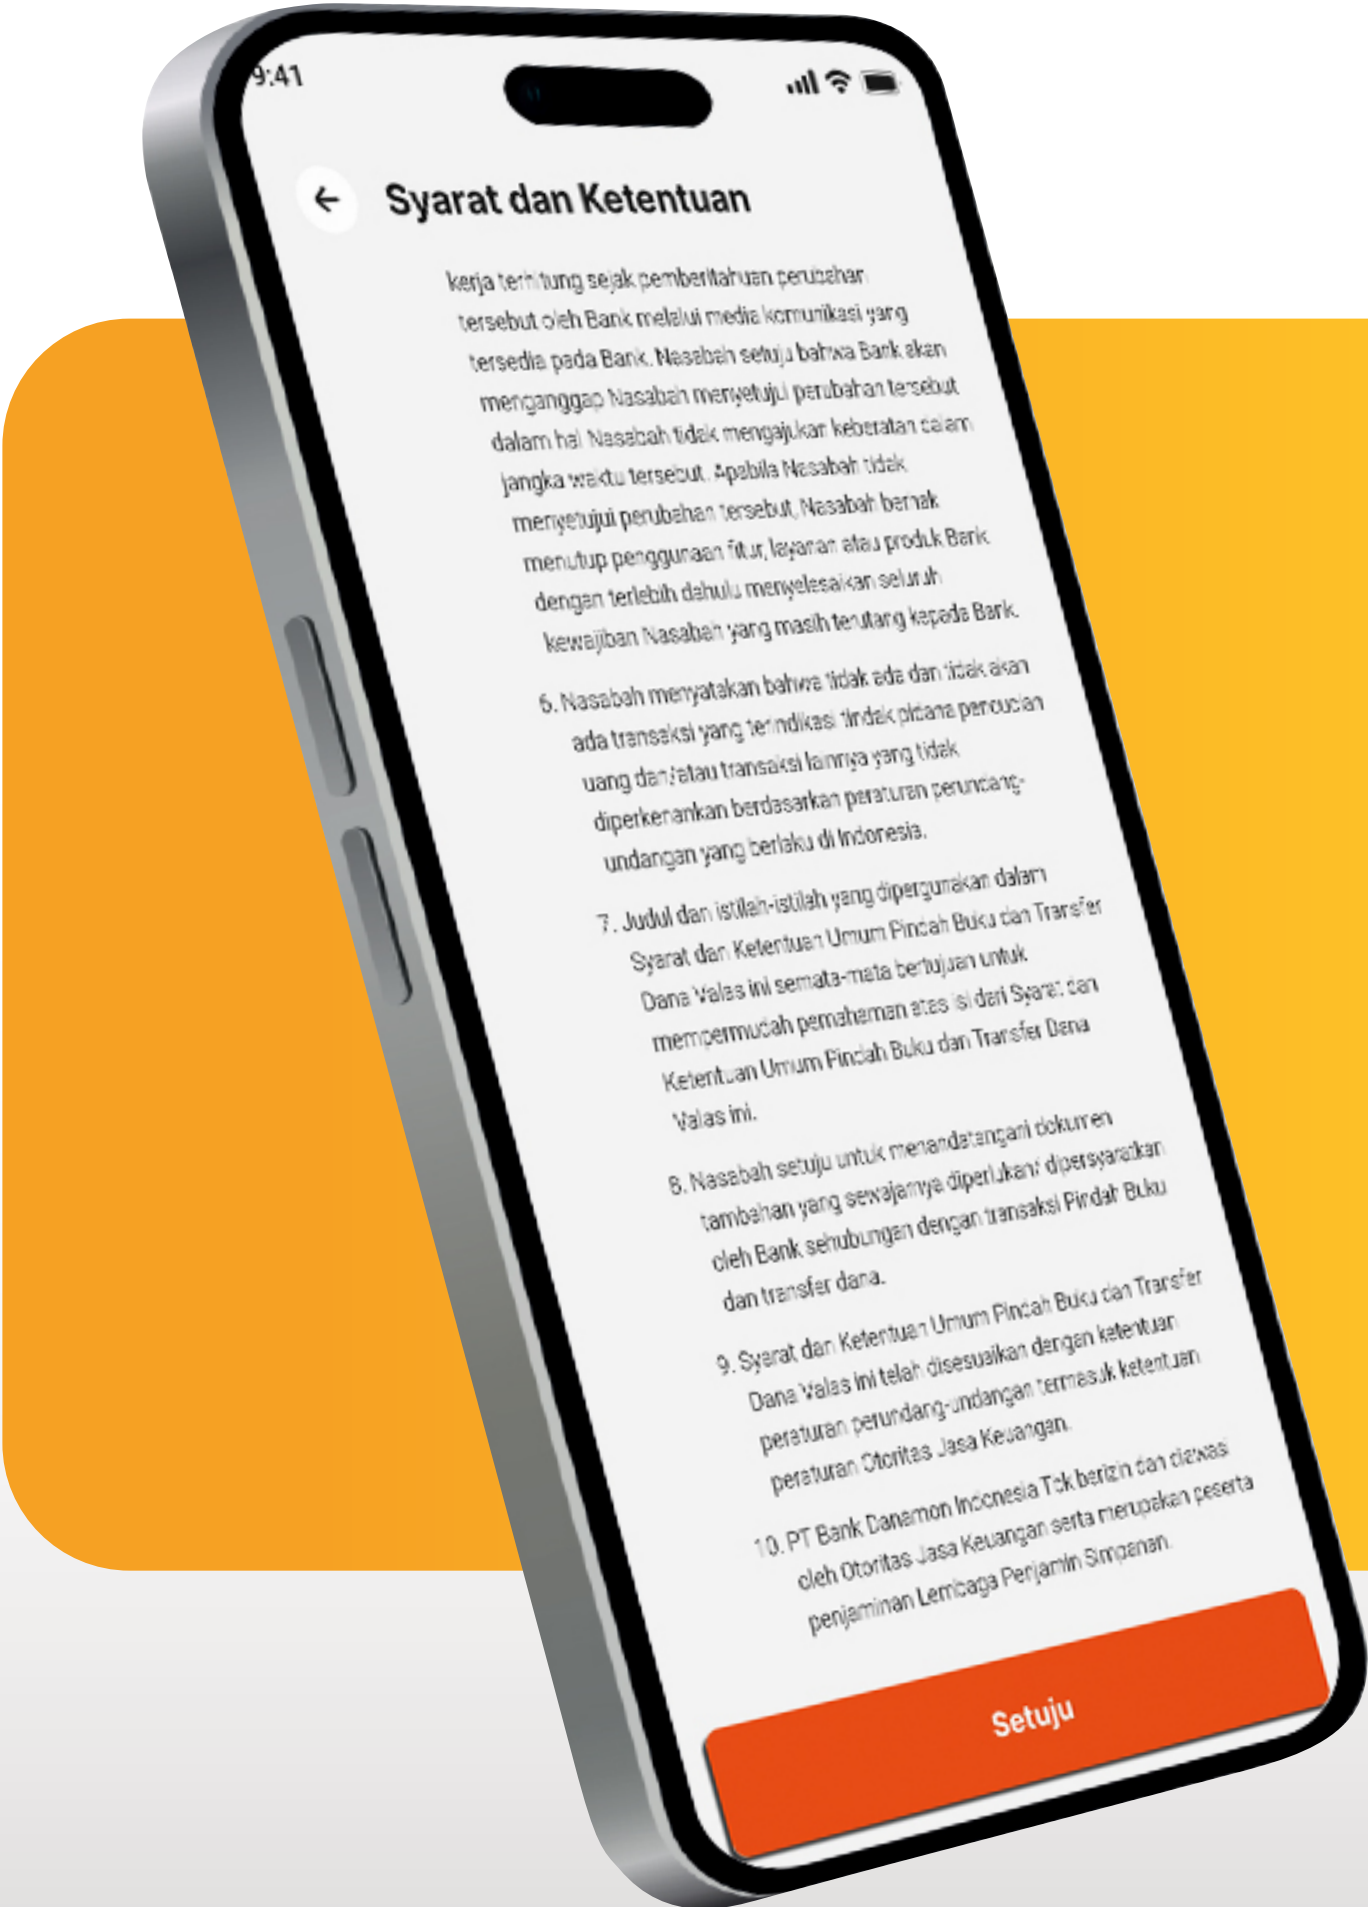 9:41
Syarat dan Ketentuan
kerja terhitung sejak pemberitahuan perubahan
tersebut oleh Bank melalui media komunikasi yang
tersedia pada Bank. Nasabah setuju bahwa Bank akan
menganggap Nasabah menyetujui perubahan tersebut
dalam hal Nasabah tidak mengajukan keberatan dalam
jangka waktu tersebut. Apabila Nasabah tidak
menyetujui perubahan tersebut, Nasabah berhak
menutup penggunaan fitur, layanan atau produk Bank
dengan terlebih dahulu menyelesaikan seluruh
kewajiban Nasabah yang masih terutang kepada Bank.
6. Nasabah menyatakan bahwa tidak ada dan tidak akan
ada transaksi yang terindikasi tindak pidana pencucian
uang dan/atau transaksi lainnya yang tidak
diperkenankan berdasarkan peraturan perundang-
undangan yang berlaku di Indonesia.
7. Judul dan istilah-istilah yang dipergunakan dalam
Syarat dan Ketentuan Umum Pindah Buku dan Transfer
Dana Valas ini semata-mata bertujuan untuk
mempermudah pemahaman atas isi dari Syarat dan
Ketentuan Umum Pindah Buku dan Transfer Dana
Valas ini.
8. Nasabah setuju untuk menandatangani dokumen
tambahan yang sewajarnya diperlukan/ dipersyaratkan
oleh Bank sehubungan dengan transaksi Pindah Buku
dan transfer dana.
9. Syarat dan Ketentuan Umum Pindah Buku dan Transfer
Dana Valas ini telah disesuaikan dengan ketentuan
peraturan perundang-undangan termasuk ketentuan
peraturan Otoritas Jasa Keuangan.
10. PT Bank Danamon Indonesia Tbk berizin dan diawasi
oleh Otoritas Jasa Keuangan serta merupakan peserta
penjaminan Lembaga Penjamin Simpanan.
Setuju